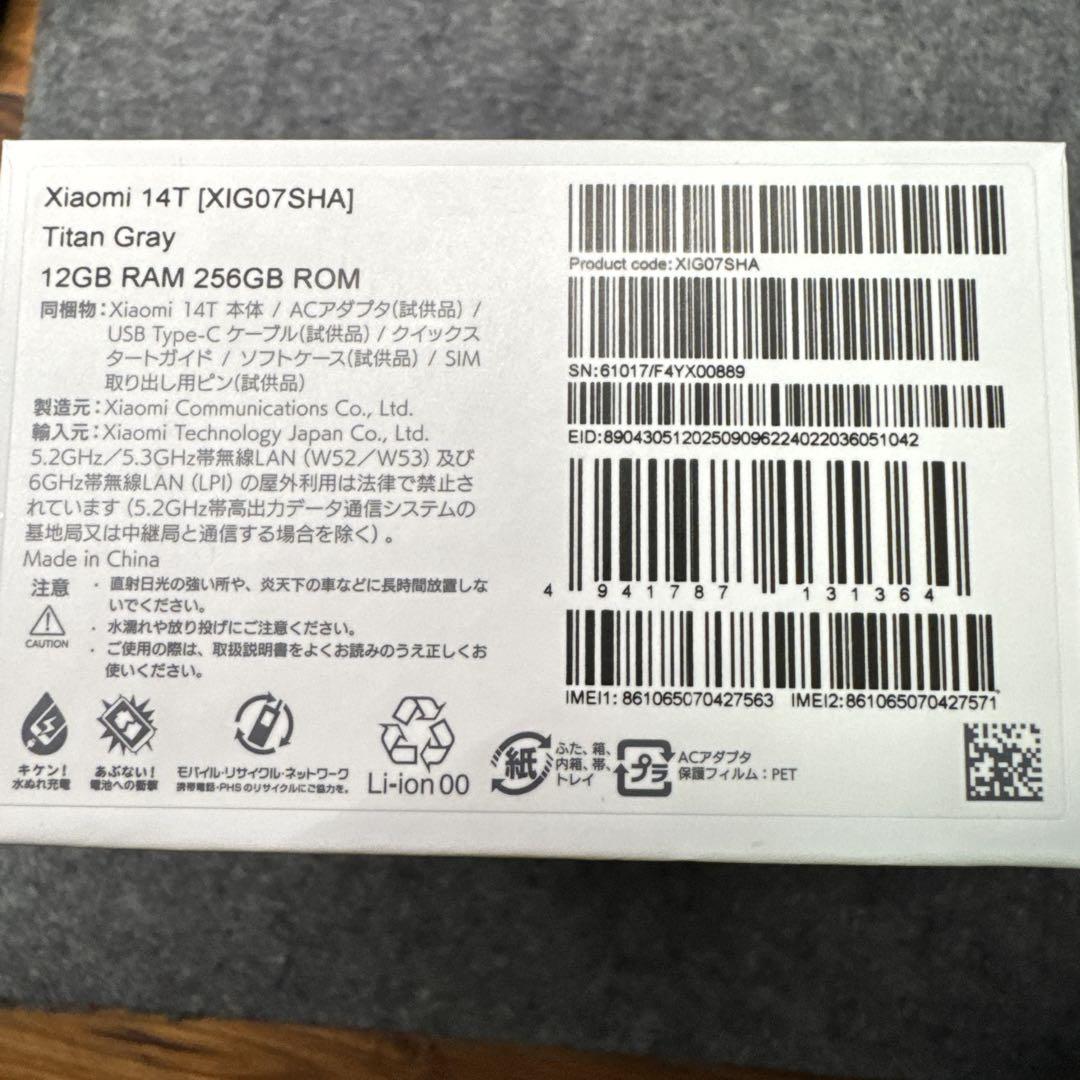 Xiaomi 14T [XIG07SHA]
Titan Gray
12GB RAM 256GB ROM
同梱物：Xiaomi 14T 本体 / ACアダプタ(試供品) /
USB Type-C ケーブル(試供品) / クイックス
タートガイド / ソフトケース(試供品) / SIM
取り出し用ピン(試供品)
製造元：Xiaomi Communications Co., Ltd.
輸入元：Xiaomi Technology Japan Co., Ltd.
5.2GHz／5.3GHz帯無線LAN（W52／W53）及び
6GHz帯無線LAN（LPI）の屋外利用は法律で禁止さ
れています（5.2GHz帯高出力データ通信システムの
基地局又は中継局と通信する場合を除く）。
Made in China
注意
CAUTION
・直射日光の強い所や、炎天下の車などに長時間放置しな
いでください。
・水濡れや放り投げにご注意ください。
・ご使用の際は、取扱説明書をよくお読みのうえ正しくお
使いください。
キケン！
水ぬれ充電
あぶない！
電池への衝撃
モバイル・リサイクル・ネットワーク
携帯電話・PHSのリサイクルにご協力を。
Li-ion 00
紙
ふた、箱、
内箱、帯、
トレイ
プラ
ACアダプタ
保護フィルム：PET
Product code: XIG07SHA
SN:61017/F4YX00889
EID:89043051202509096224022036051042
4 941787 131364
IMEI1: 861065070427563 IMEI2:861065070427571